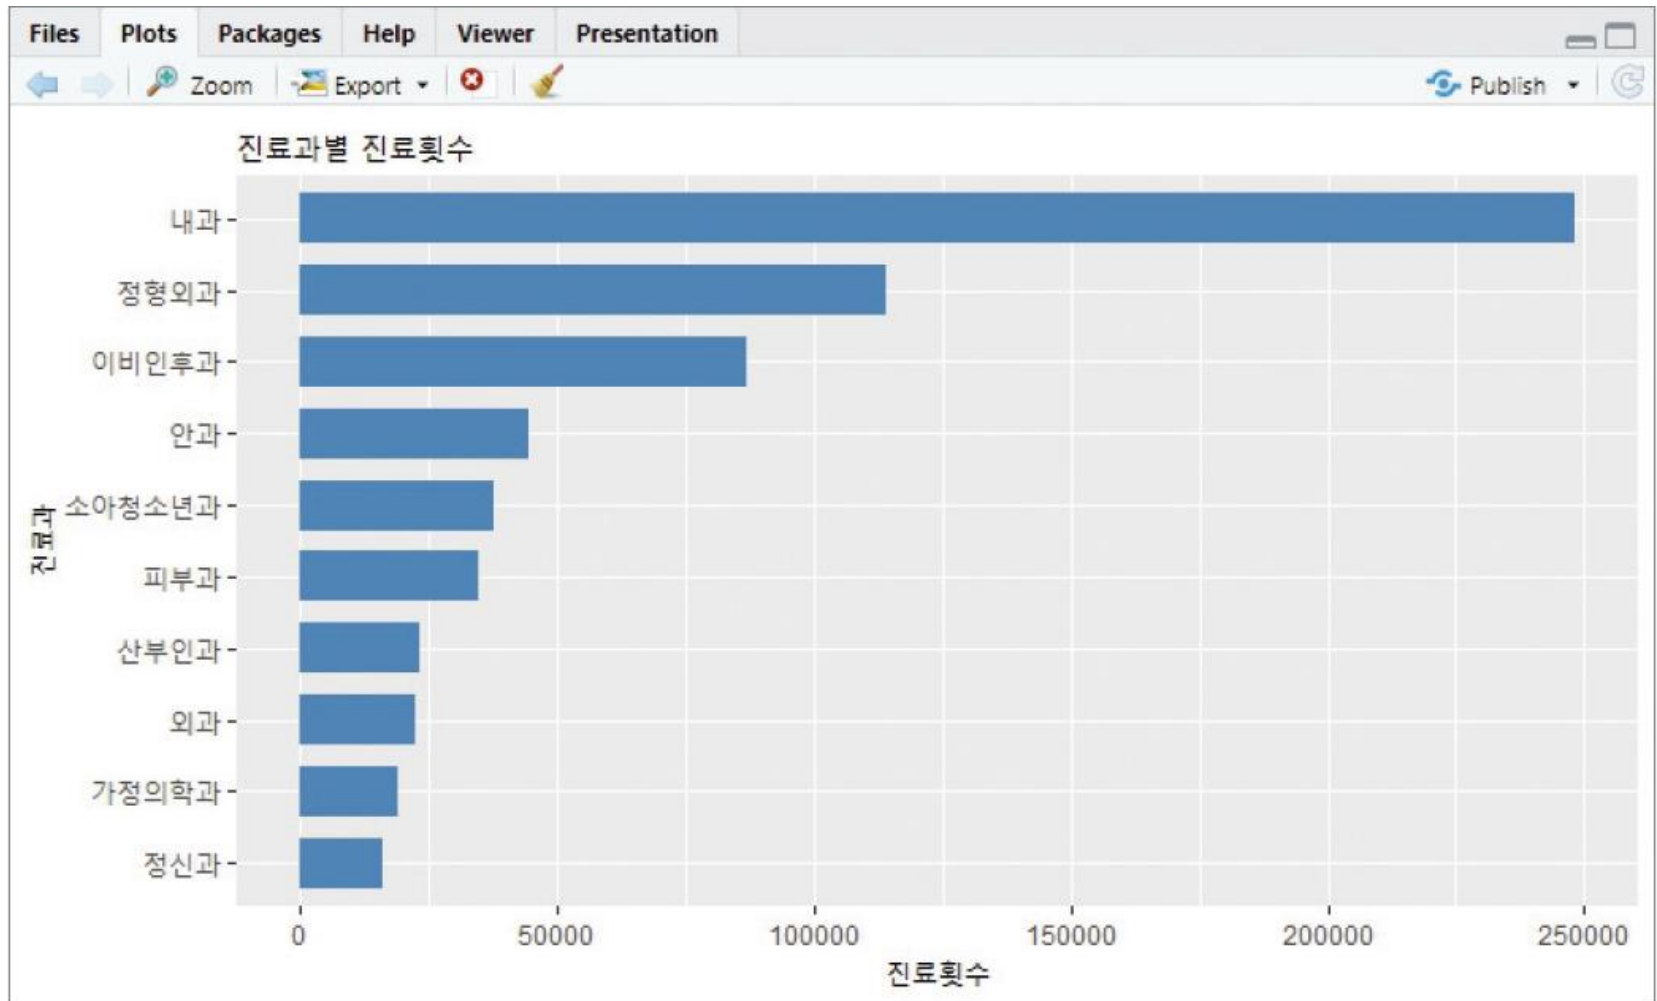 Files Plots Packages Help Viewer Presentation
Zoom Export Publish
진료과별 진료횟수
내과
정형외과
이비인후과
안과
소아청소년과
피부과
산부인과
외과
가정의학과
정신과
진료과
0 50000 100000 150000 200000 250000
진료횟수